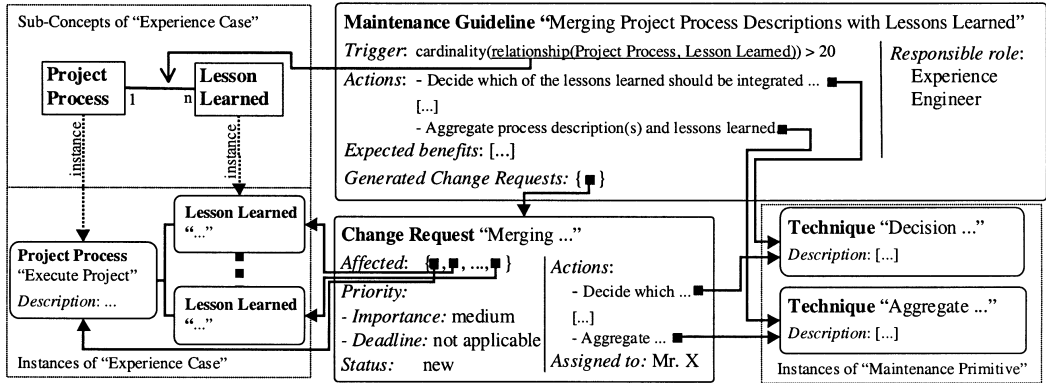 Sub-Concepts of “Experience Case”
Project
Process
1
n
Lesson
Learned
instance
instance
Lesson Learned
“...”
Project Process
“Execute Project”
Description: ...
Lesson Learned
“...”
Instances of “Experience Case”
Maintenance Guideline “Merging Project Process Descriptions with Lessons Learned”
Trigger: cardinality(relationship(Project Process, Lesson Learned)) > 20
Actions: - Decide which of the lessons learned should be integrated ...
[...]
- Aggregate process description(s) and lessons learned
Expected benefits: [...]
Generated Change Requests: { }
Responsible role:
Experience
Engineer
Change Request “Merging ...”
Affected: { , , ..., }
Priority:
- Importance: medium
- Deadline: not applicable
Status: new
Actions:
- Decide which ...
[...]
- Aggregate ...
Assigned to: Mr. X
Technique “Decision ...”
Description: [...]
Technique “Aggregate ...”
Description: [...]
Instances of “Maintenance Primitive”